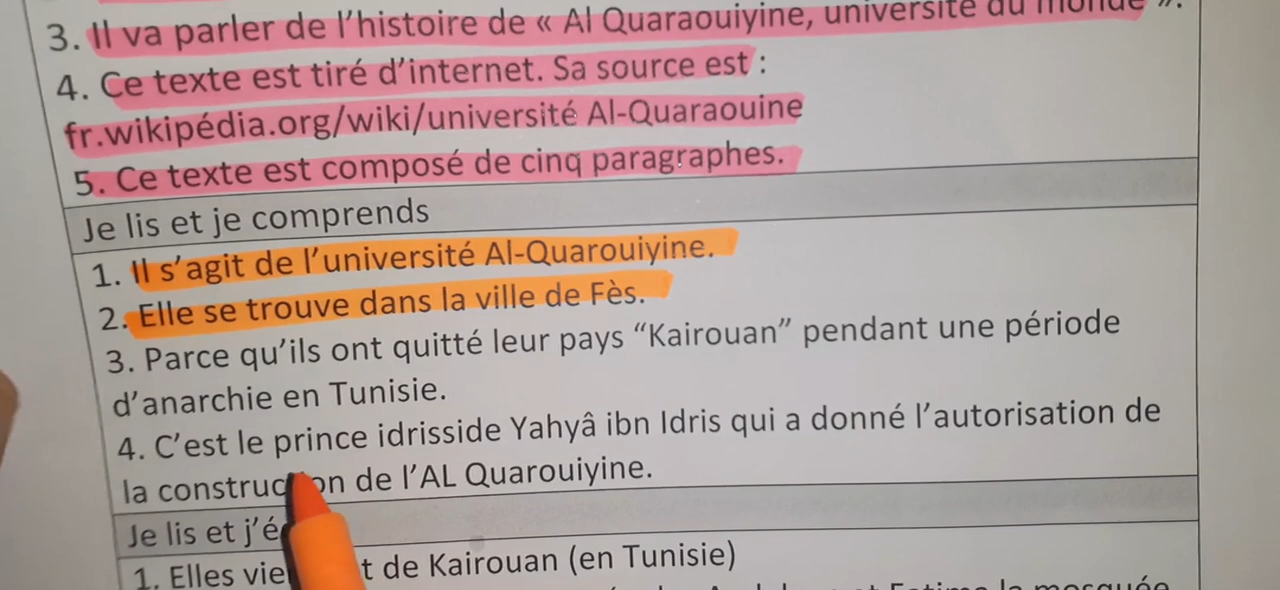 3. Il va parler de l'histoire de « Al Quaraouiyine, université du monde ».
4. Ce texte est tiré d'internet. Sa source est :
fr.wikipédia.org/wiki/université Al-Quaraouine
5. Ce texte est composé de cinq paragraphes.
Je lis et je comprends
1. Il s'agit de l'université Al-Quarouiyine.
2. Elle se trouve dans la ville de Fès.
3. Parce qu'ils ont quitté leur pays "Kairouan" pendant une période
d'anarchie en Tunisie.
4. C'est le prince idrisside Yahyâ ibn Idris qui a donné l'autorisation de
la construction de l'AL Quarouiyine.
Je lis et j'é
1. Elles vie t de Kairouan (en Tunisie)
et Fatima la mosquée